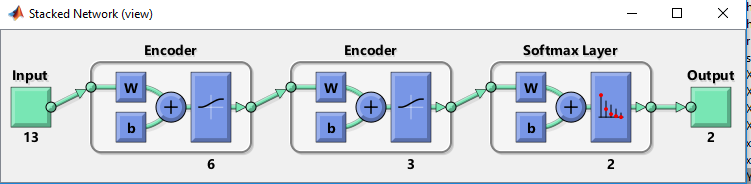 Stacked Network (view)
Encoder Encoder Softmax Layer
Input Output
W W W
b b b
13 2
6 3 2